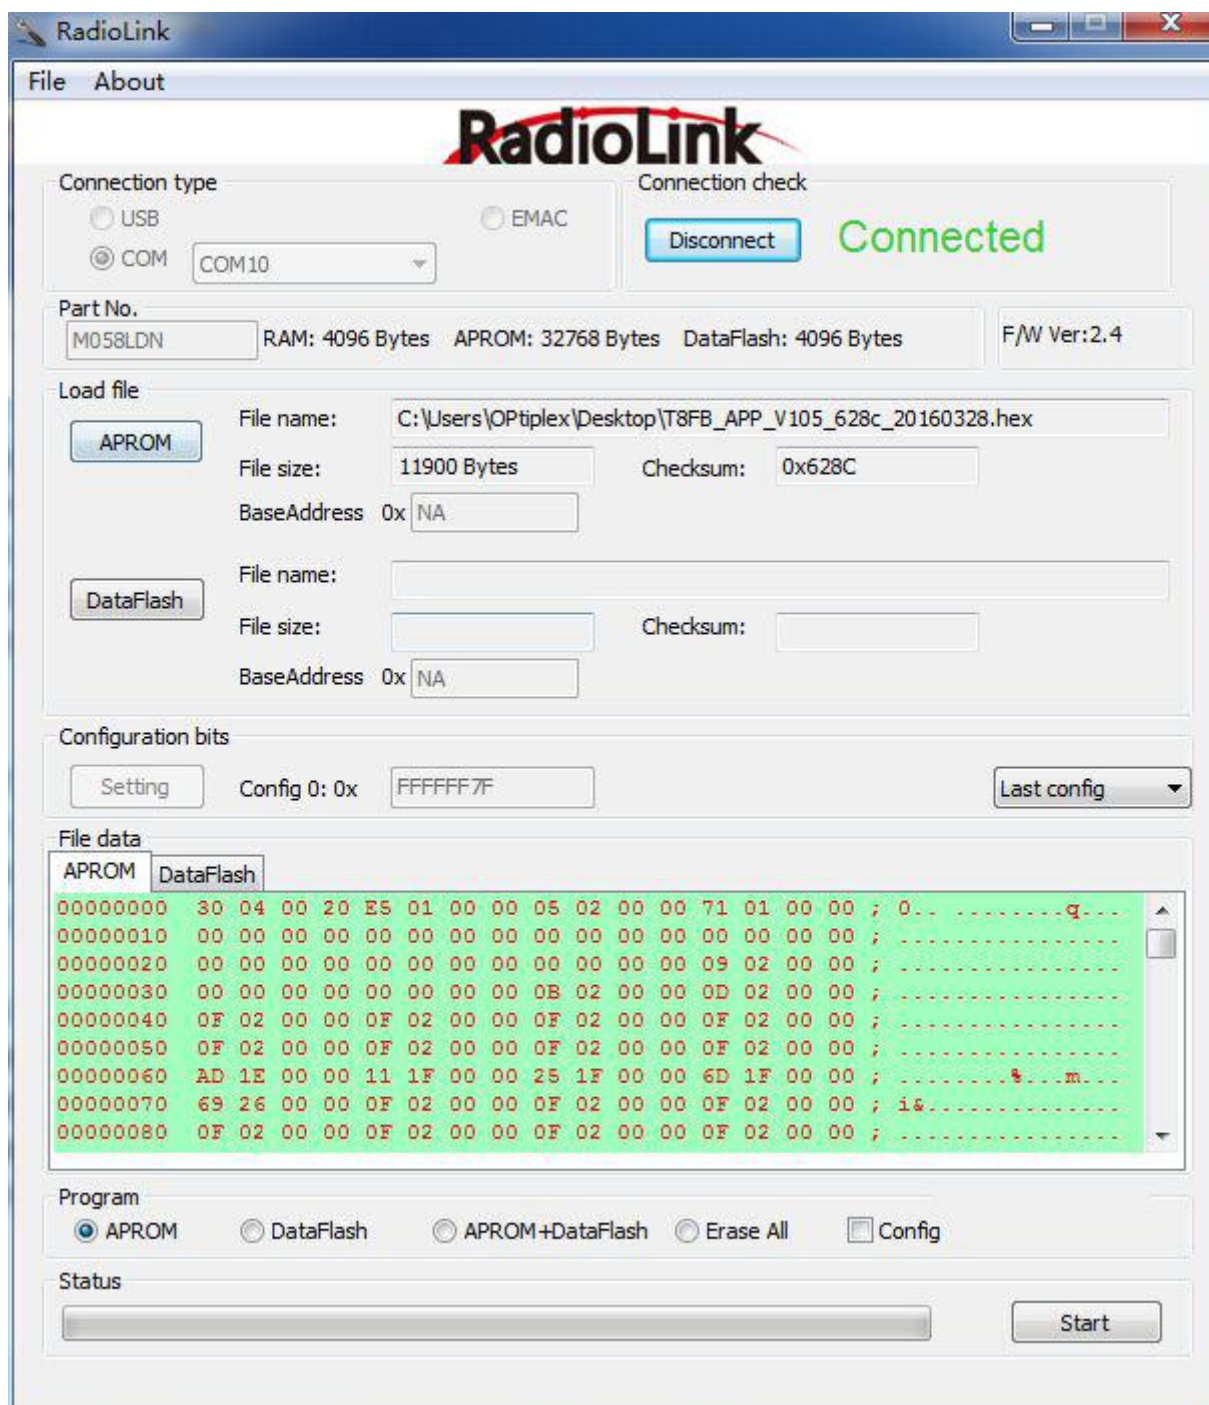 RadioLink
File About
RadioLink
Connection type
Connection check
USB
EMAC
COM
COM10
Disconnect
Connected
Part No.
M058LDN
RAM: 4096 Bytes APROM: 32768 Bytes DataFlash: 4096 Bytes
F/W Ver:2.4
Load file
APROM
File name: C:\Users\OPtiplex\Desktop\T8FB_APP_V105_628c_20160328.hex
File size: 11900 Bytes Checksum: 0x628C
BaseAddress 0x NA
DataFlash
File name:
File size: Checksum:
BaseAddress 0x NA
Configuration bits
Setting Config 0: 0x FFFFFF7F Last config
File data
APROM DataFlash
00000000 30 04 00 20 E5 01 00 00 05 02 00 00 71 01 00 00 ; 0.. ........q...
00000010 00 00 00 00 00 00 00 00 00 00 00 00 00 00 00 00 ; ................
00000020 00 00 00 00 00 00 00 00 00 00 00 00 09 02 00 00 ; ................
00000030 00 00 00 00 00 00 00 00 0B 02 00 00 0D 02 00 00 ; ................
00000040 0F 02 00 00 0F 02 00 00 0F 02 00 00 0F 02 00 00 ; ................
00000050 0F 02 00 00 0F 02 00 00 0F 02 00 00 0F 02 00 00 ; ................
00000060 AD 1E 00 00 11 1F 00 00 25 1F 00 00 6D 1F 00 00 ; ........%...m...
00000070 69 26 00 00 0F 02 00 00 0F 02 00 00 0F 02 00 00 ; i&..............
00000080 0F 02 00 00 0F 02 00 00 0F 02 00 00 0F 02 00 00 ; ................
Program
APROM DataFlash APROM+DataFlash Erase All Config
Status
Start